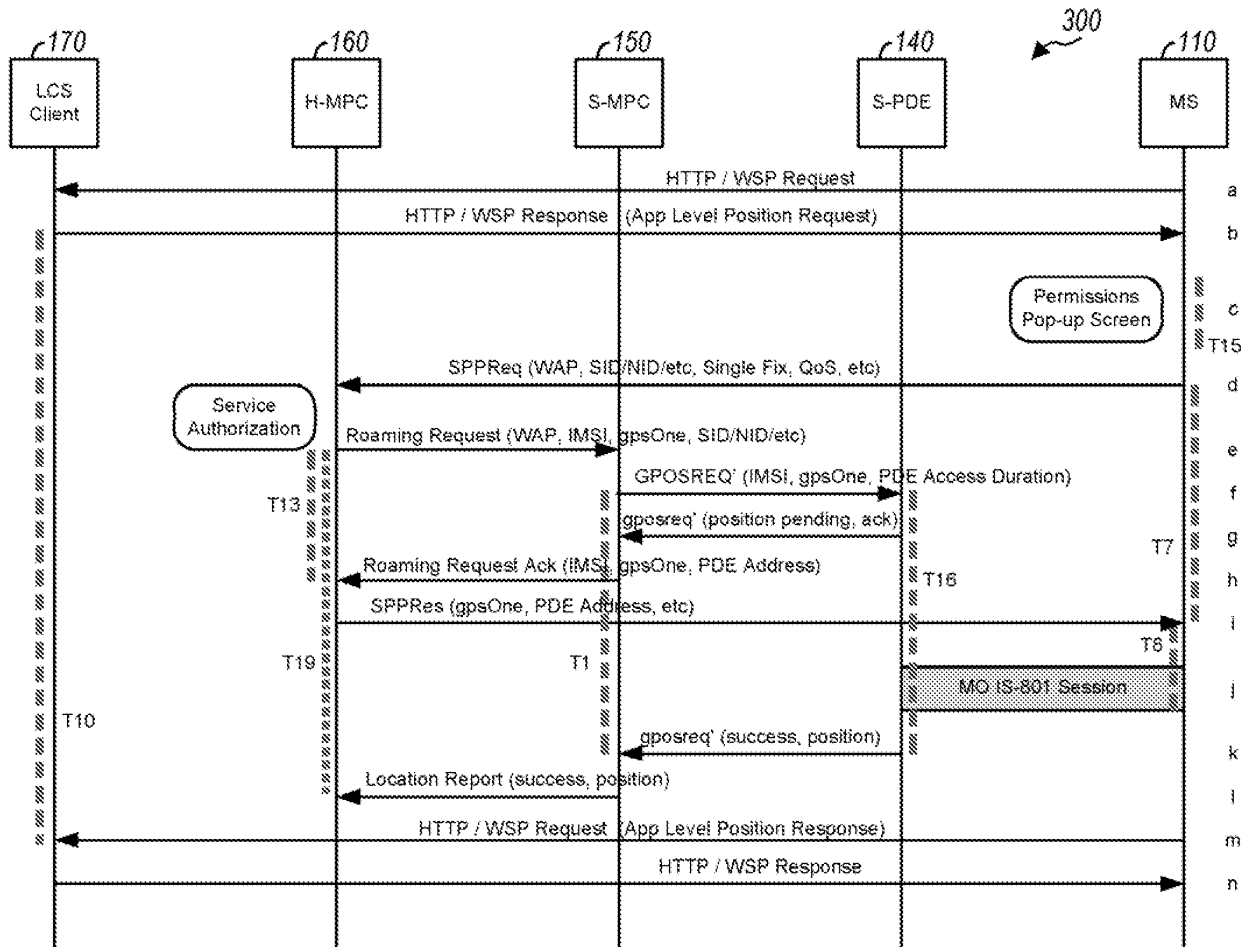 300
170
160
150
140
110
LCS
Client
H-MPC
S-MPC
S-PDE
MS
HTTP / WSP Request
a
HTTP / WSP Response (App Level Position Request)
b
Permissions
Pop-up Screen
c
T15
SPPReq (WAP, SID/NID/etc, Single Fix, QoS, etc)
d
Service
Authorization
Roaming Request (WAP, IMSI, gpsOne, SID/NID/etc)
e
GPOSREQ' (IMSI, gpsOne, PDE Access Duration)
f
T13
gposreq' (position pending, ack)
g
T7
Roaming Request Ack (IMSI, gpsOne, PDE Address)
T16
h
SPPRes (gpsOne, PDE Address, etc)
i
T19
T1
T8
MO IS-801 Session
j
T10
gposreq' (success, position)
k
Location Report (success, position)
l
HTTP / WSP Request (App Level Position Response)
m
HTTP / WSP Response
n